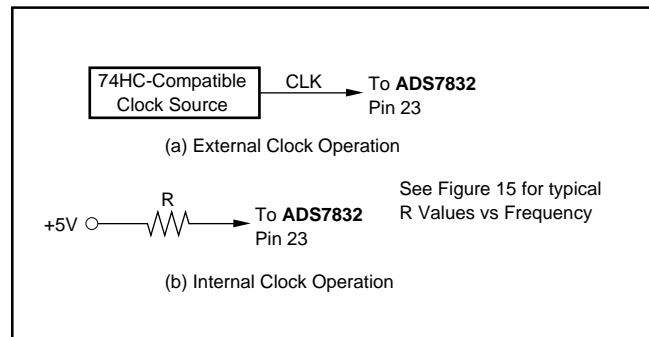 74HC-Compatible
Clock Source
CLK
To ADS7832
Pin 23
(a) External Clock Operation
See Figure 15 for typical
R Values vs Frequency
R
+5V
To ADS7832
Pin 23
(b) Internal Clock Operation